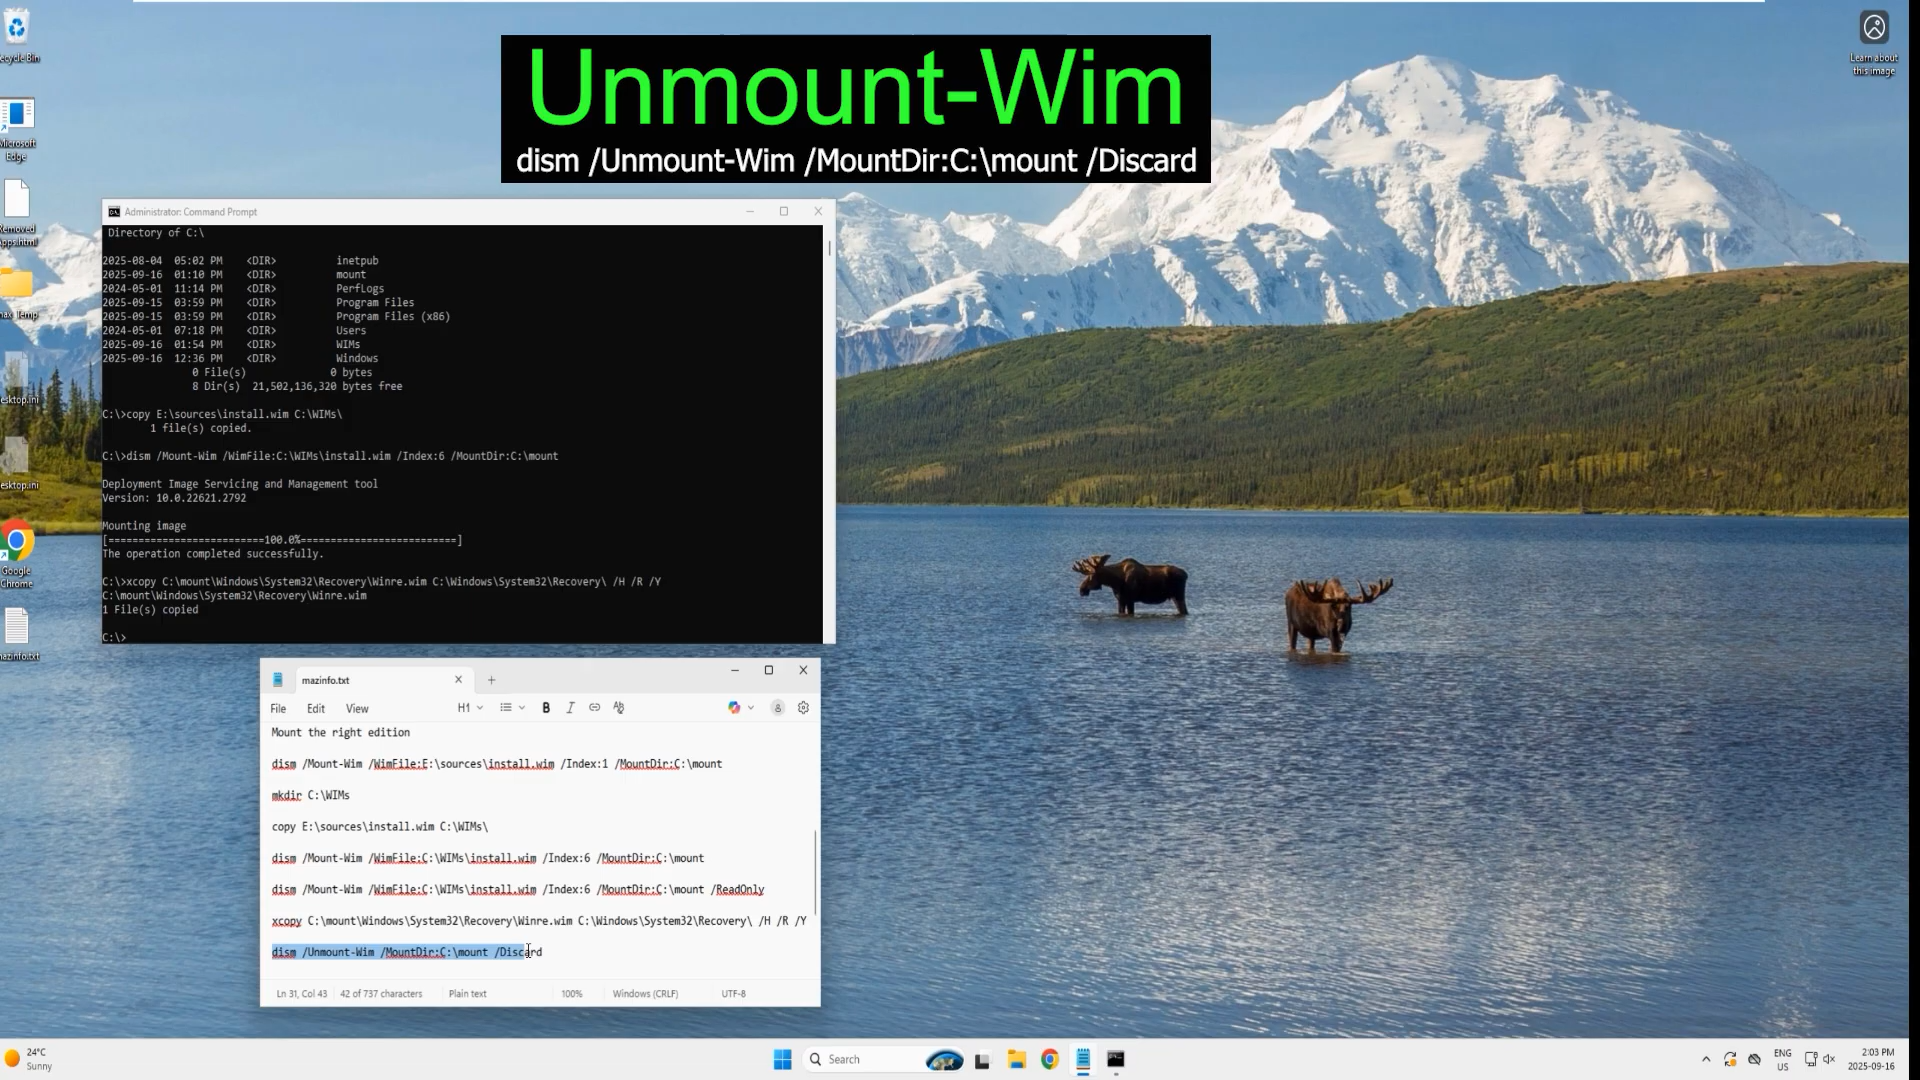 Unmount-Wim
dism /Unmount-Wim /MountDir:C:\mount /Discard
Learn about
this image
ecycle Bin
Microsoft
Edge
Removed
Apps.html
max_Temp
esktop.ini
esktop.ini
Google
Chrome
mazinfo.txt
Administrator: Command Prompt
Directory of C:\
2025-08-04  05:02 PM    <DIR>          inetpub
2025-09-16  01:10 PM    <DIR>          mount
2024-05-01  11:14 PM    <DIR>          PerfLogs
2025-09-15  03:59 PM    <DIR>          Program Files
2025-09-15  03:59 PM    <DIR>          Program Files (x86)
2024-05-01  07:18 PM    <DIR>          Users
2025-09-16  01:54 PM    <DIR>          WIMs
2025-09-16  12:36 PM    <DIR>          Windows
0 File(s)              0 bytes
8 Dir(s)  21,502,136,320 bytes free
C:\>copy E:\sources\install.wim C:\WIMs\
1 file(s) copied.
C:\>dism /Mount-Wim /WimFile:C:\WIMs\install.wim /Index:6 /MountDir:C:\mount
Deployment Image Servicing and Management tool
Version: 10.0.22621.2792
Mounting image
[==========================100.0%==========================]
The operation completed successfully.
C:\>xcopy C:\mount\Windows\System32\Recovery\Winre.wim C:\Windows\System32\Recovery\ /H /R /Y
C:\mount\Windows\System32\Recovery\Winre.wim
1 File(s) copied
C:\>
mazinfo.txt
File Edit View H1 B I
Mount the right edition
dism /Mount-Wim /WimFile:E:\sources\install.wim /Index:1 /MountDir:C:\mount
mkdir C:\WIMs
copy E:\sources\install.wim C:\WIMs\
dism /Mount-Wim /WimFile:C:\WIMs\install.wim /Index:6 /MountDir:C:\mount
dism /Mount-Wim /WimFile:C:\WIMs\install.wim /Index:6 /MountDir:C:\mount /ReadOnly
xcopy C:\mount\Windows\System32\Recovery\Winre.wim C:\Windows\System32\Recovery\ /H /R /Y
dism /Unmount-Wim /MountDir:C:\mount /Discard
Ln 31, Col 43 42 of 737 characters Plain text 100% Windows (CRLF) UTF-8
24°C
Sunny
Search
ENG
US
2:03 PM
2025-09-16